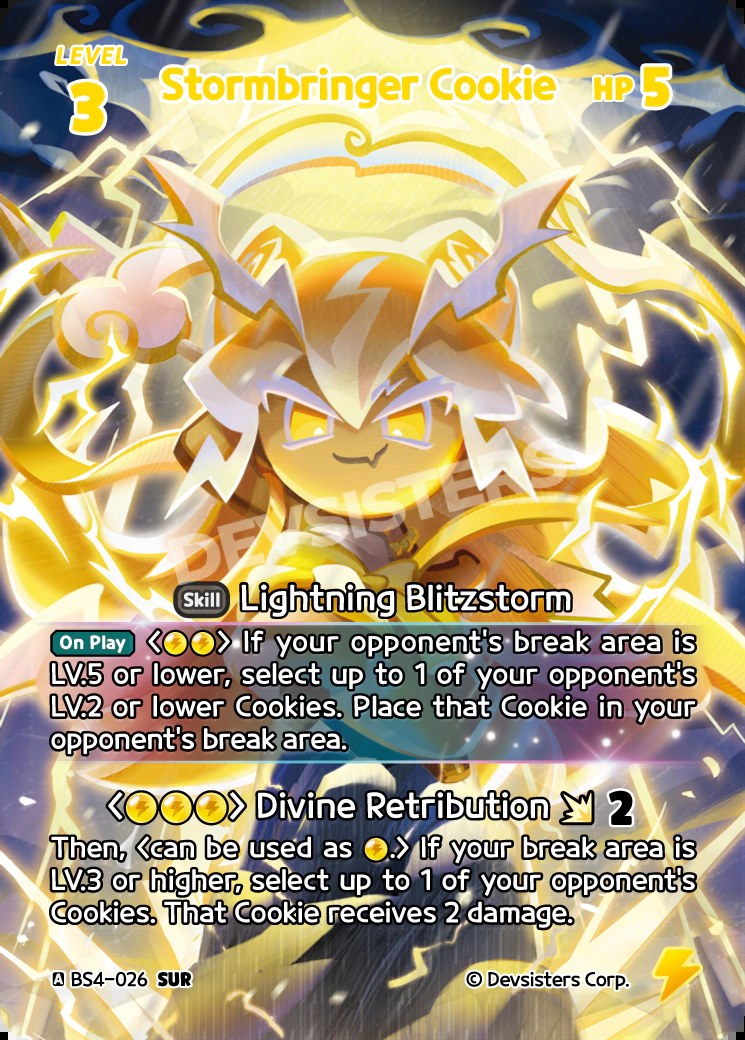 LEVEL
3
Stormbringer Cookie
HP 5
DEVSISTERS
Skill Lightning Blitzstorm
On Play < > If your opponent's break area is
LV.5 or lower, select up to 1 of your opponent's
LV.2 or lower Cookies. Place that Cookie in your
opponent's break area.
< > Divine Retribution 2
Then, <can be used as .> If your break area is
LV.3 or higher, select up to 1 of your opponent's
Cookies. That Cookie receives 2 damage.
A BS4-026 SUR
© Devsisters Corp.